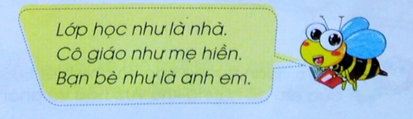 Lớp học như là nhà.
Cô giáo như mẹ hiền.
Bạn bè như là anh em.